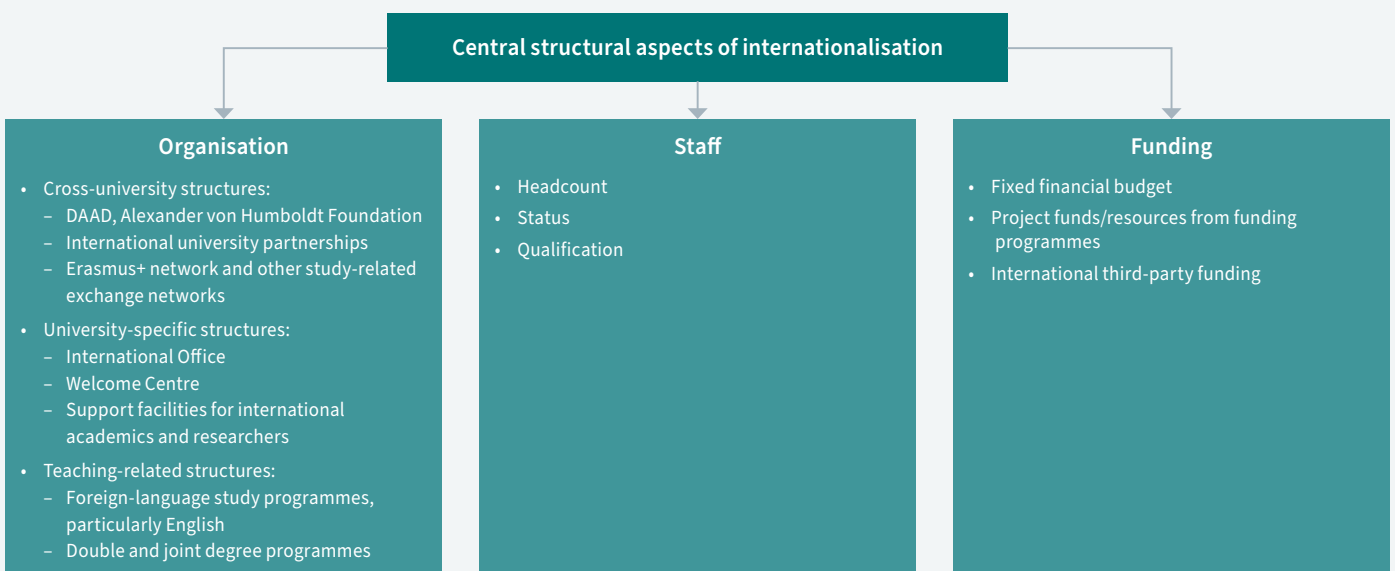 Central structural aspects of internationalisation
Organisation
• Cross-university structures:
– DAAD, Alexander von Humboldt Foundation
– International university partnerships
– Erasmus+ network and other study-related
exchange networks
• University-specific structures:
– International Office
– Welcome Centre
– Support facilities for international
academics and researchers
• Teaching-related structures:
– Foreign-language study programmes,
particularly English
– Double and joint degree programmes
Staff
• Headcount
• Status
• Qualification
Funding
• Fixed financial budget
• Project funds/resources from funding
programmes
• International third-party funding